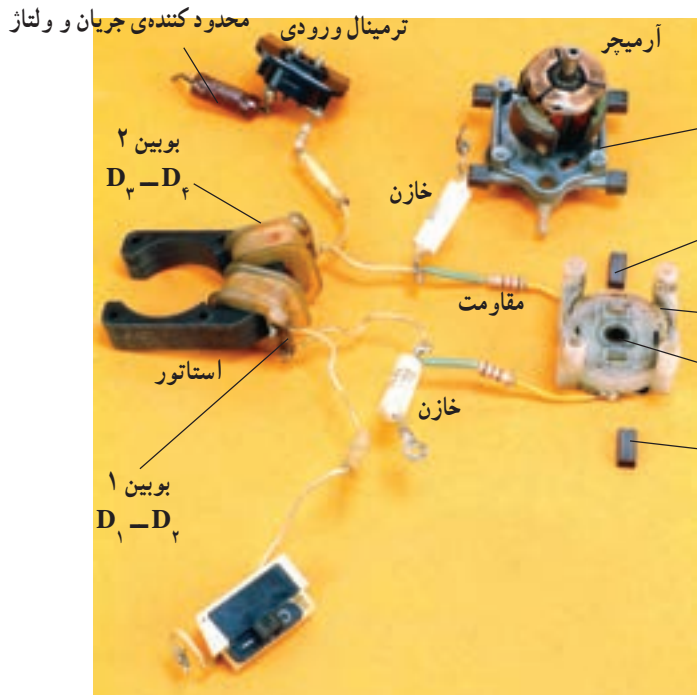 محدود کننده‌ی جریان و ولتاژ
ترمینال ورودی
آرمیچر
بوبین ۲
D۳ – D۴
خازن
مقاومت
استاتور
خازن
بوبین ۱
D۱ – D۲